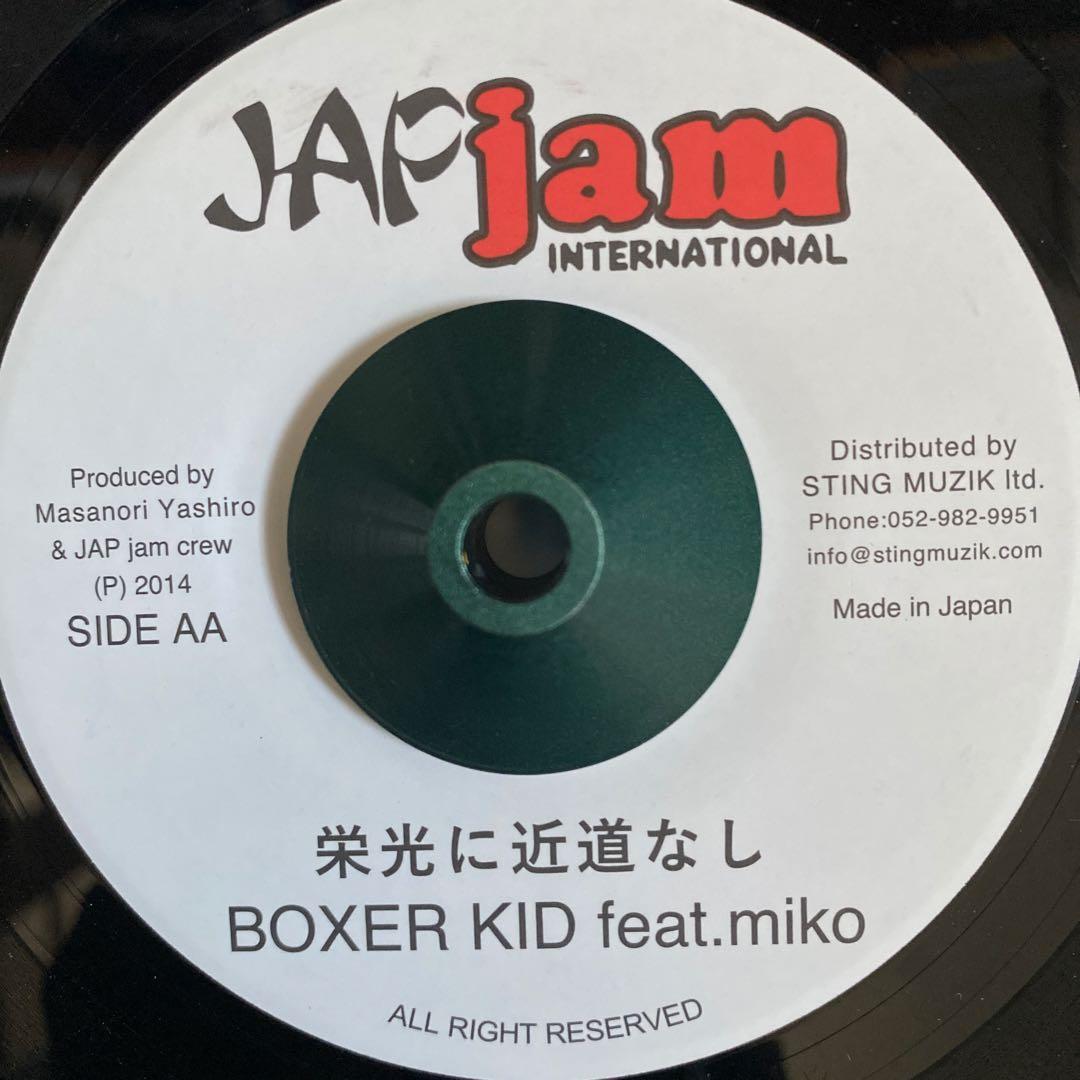 JAPjam
INTERNATIONAL
Produced by
Masanori Yashiro
& JAP jam crew
(P) 2014
SIDE AA
Distributed by
STING MUZIK ltd.
Phone:052-982-9951
info@stingmuzik.com
Made in Japan
栄光に近道なし
BOXER KID feat.miko
ALL RIGHT RESERVED